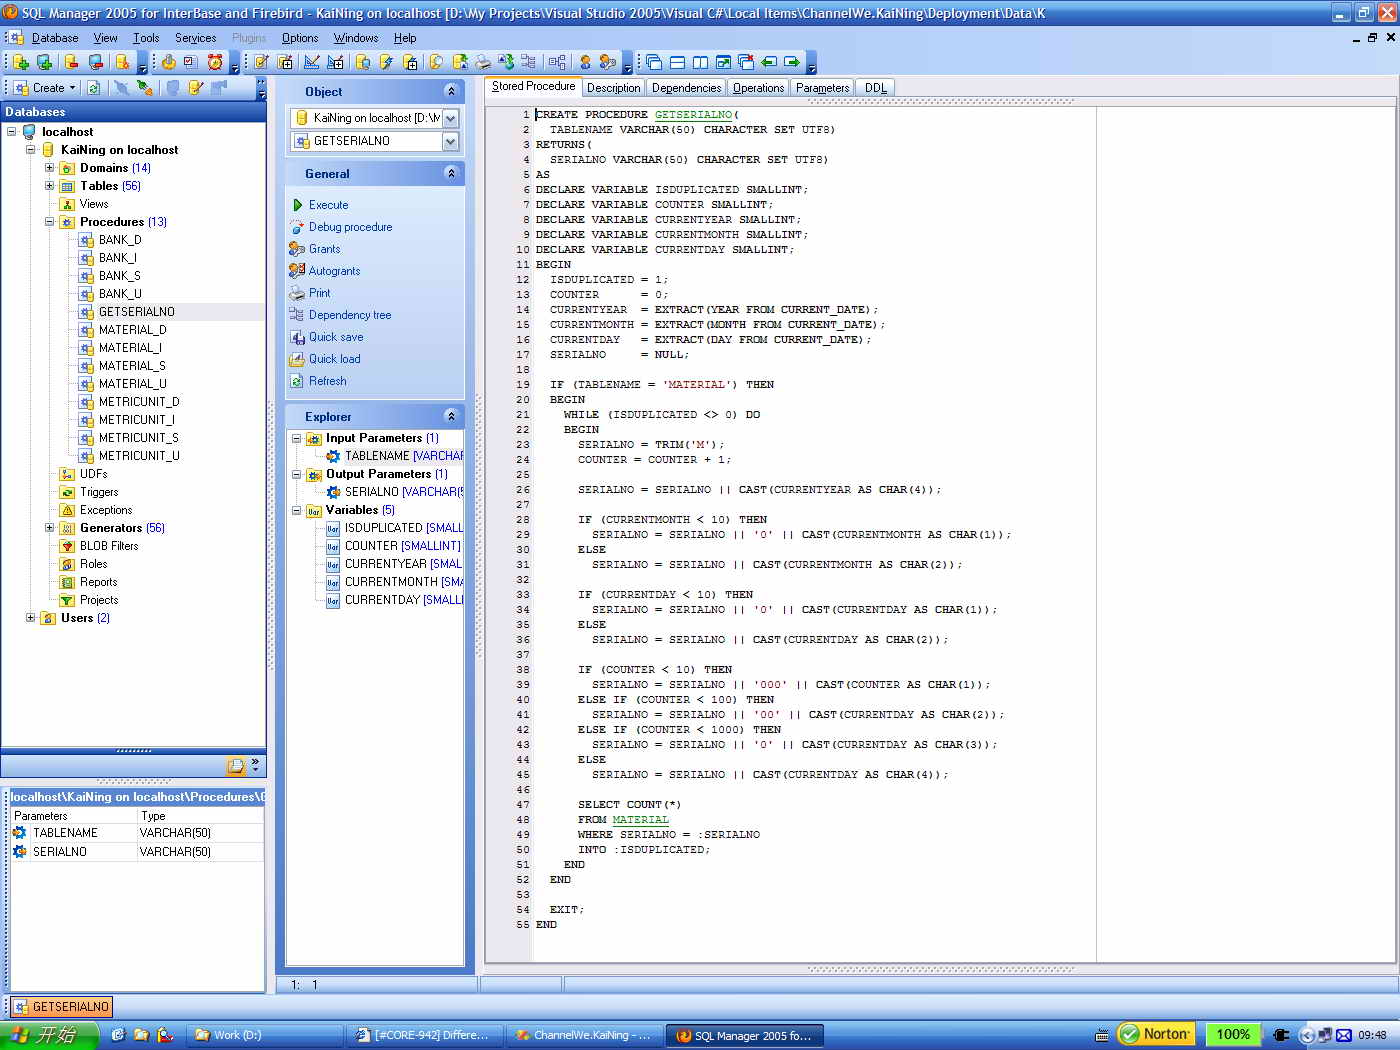 SQL Manager 2005 for InterBase and Firebird - KaiNing on localhost [D:\My Projects\Visual Studio 2005\Visual C#\Local Items\ChannelWe.KaiNing\Deployment\Data\K
Database View Tools Services Plugins Options Windows Help
Create
Databases
localhost
KaiNing on localhost
Domains (14)
Tables (56)
Views
Procedures (13)
BANK_D
BANK_I
BANK_S
BANK_U
GETSERIALNO
MATERIAL_D
MATERIAL_I
MATERIAL_S
MATERIAL_U
METRICUNIT_D
METRICUNIT_I
METRICUNIT_S
METRICUNIT_U
UDFs
Triggers
Exceptions
Generators (56)
BLOB Filters
Roles
Reports
Projects
Users (2)
localhost\KaiNing on localhost\Procedures\G
Parameters Type
TABLENAME VARCHAR(50)
SERIALNO VARCHAR(50)
Object
KaiNing on localhost [D:\M
GETSERIALNO
General
Execute
Debug procedure
Grants
Autogrants
Print
Dependency tree
Quick save
Quick load
Refresh
Explorer
Input Parameters (1)
TABLENAME [VARCHAR
Output Parameters (1)
SERIALNO [VARCHAR(5
Variables (5)
Var ISDUPLICATED [SMALL
Var COUNTER [SMALLINT]
Var CURRENTYEAR [SMAL
Var CURRENTMONTH [SMA
Var CURRENTDAY [SMALLI
Stored Procedure Description Dependencies Operations Parameters DDL
1 CREATE PROCEDURE GETSERIALNO(
2 TABLENAME VARCHAR(50) CHARACTER SET UTF8)
3 RETURNS(
4 SERIALNO VARCHAR(50) CHARACTER SET UTF8)
5 AS
6 DECLARE VARIABLE ISDUPLICATED SMALLINT;
7 DECLARE VARIABLE COUNTER SMALLINT;
8 DECLARE VARIABLE CURRENTYEAR SMALLINT;
9 DECLARE VARIABLE CURRENTMONTH SMALLINT;
10 DECLARE VARIABLE CURRENTDAY SMALLINT;
11 BEGIN
12 ISDUPLICATED = 1;
13 COUNTER = 0;
14 CURRENTYEAR = EXTRACT(YEAR FROM CURRENT_DATE);
15 CURRENTMONTH = EXTRACT(MONTH FROM CURRENT_DATE);
16 CURRENTDAY = EXTRACT(DAY FROM CURRENT_DATE);
17 SERIALNO = NULL;
18
19 IF (TABLENAME = 'MATERIAL') THEN
20 BEGIN
21 WHILE (ISDUPLICATED <> 0) DO
22 BEGIN
23 SERIALNO = TRIM('M');
24 COUNTER = COUNTER + 1;
25
26 SERIALNO = SERIALNO || CAST(CURRENTYEAR AS CHAR(4));
27
28 IF (CURRENTMONTH < 10) THEN
29 SERIALNO = SERIALNO || '0' || CAST(CURRENTMONTH AS CHAR(1));
30 ELSE
31 SERIALNO = SERIALNO || CAST(CURRENTMONTH AS CHAR(2));
32
33 IF (CURRENTDAY < 10) THEN
34 SERIALNO = SERIALNO || '0' || CAST(CURRENTDAY AS CHAR(1));
35 ELSE
36 SERIALNO = SERIALNO || CAST(CURRENTDAY AS CHAR(2));
37
38 IF (COUNTER < 10) THEN
39 SERIALNO = SERIALNO || '000' || CAST(COUNTER AS CHAR(1));
40 ELSE IF (COUNTER < 100) THEN
41 SERIALNO = SERIALNO || '00' || CAST(CURRENTDAY AS CHAR(2));
42 ELSE IF (COUNTER < 1000) THEN
43 SERIALNO = SERIALNO || '0' || CAST(CURRENTDAY AS CHAR(3));
44 ELSE
45 SERIALNO = SERIALNO || CAST(CURRENTDAY AS CHAR(4));
46
47 SELECT COUNT(*)
48 FROM MATERIAL
49 WHERE SERIALNO = :SERIALNO
50 INTO :ISDUPLICATED;
51 END
52 END
53
54 EXIT;
55 END
1: 1
GETSERIALNO
开始 Work (D:) [#CORE-942] Differe... ChannelWe.KaiNing - ... SQL Manager 2005 fo... Norton 100% 09:48